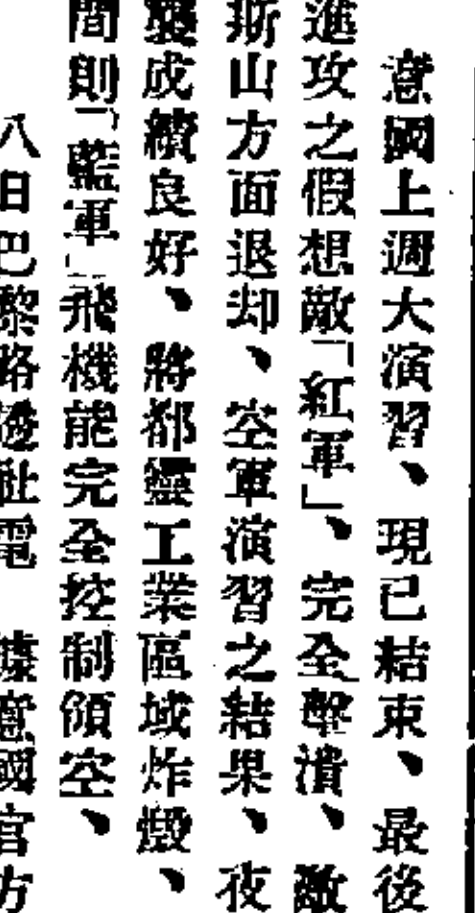 意國上週大演習、現已結束、最後
進攻之假想敵「紅軍」、完全擊潰、敵
斯山方面退却、空軍演習之結果、夜
襲成績良好、將都靈工業區域炸燬、
間則「藍軍」飛機能完全控制領空、
八日巴黎路透社電 據意國官方